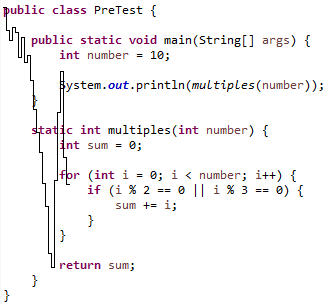 public class PreTest {
public static void main(String[] args) {
int number = 10;
System.out.println(multiples(number));
}
static int multiples(int number) {
int sum = 0;
for (int i = 0; i < number; i++) {
if (i % 2 == 0 || i % 3 == 0) {
sum += i;
}
}
return sum;
}
}